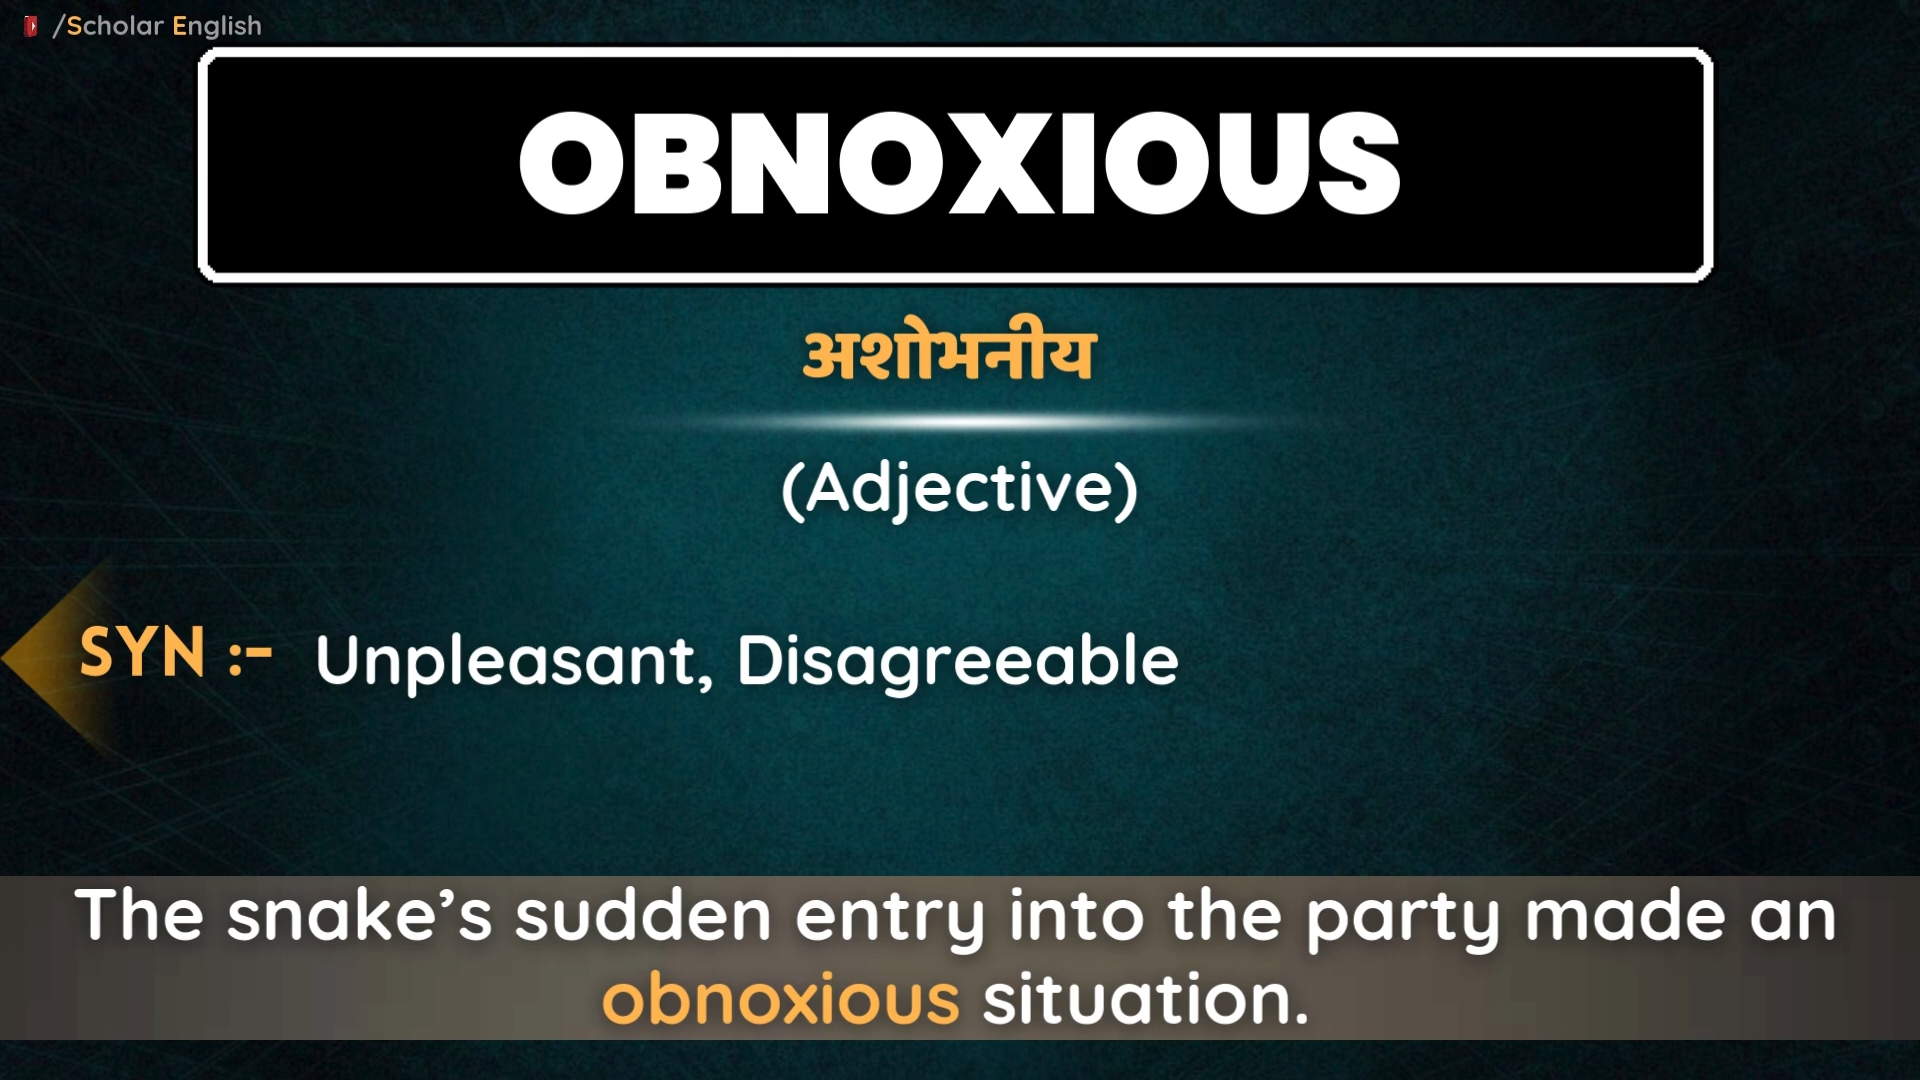 /Scholar English
OBNOXIOUS
अशोभनीय
(Adjective)
SYN :- Unpleasant, Disagreeable
The snake’s sudden entry into the party made an
obnoxious situation.